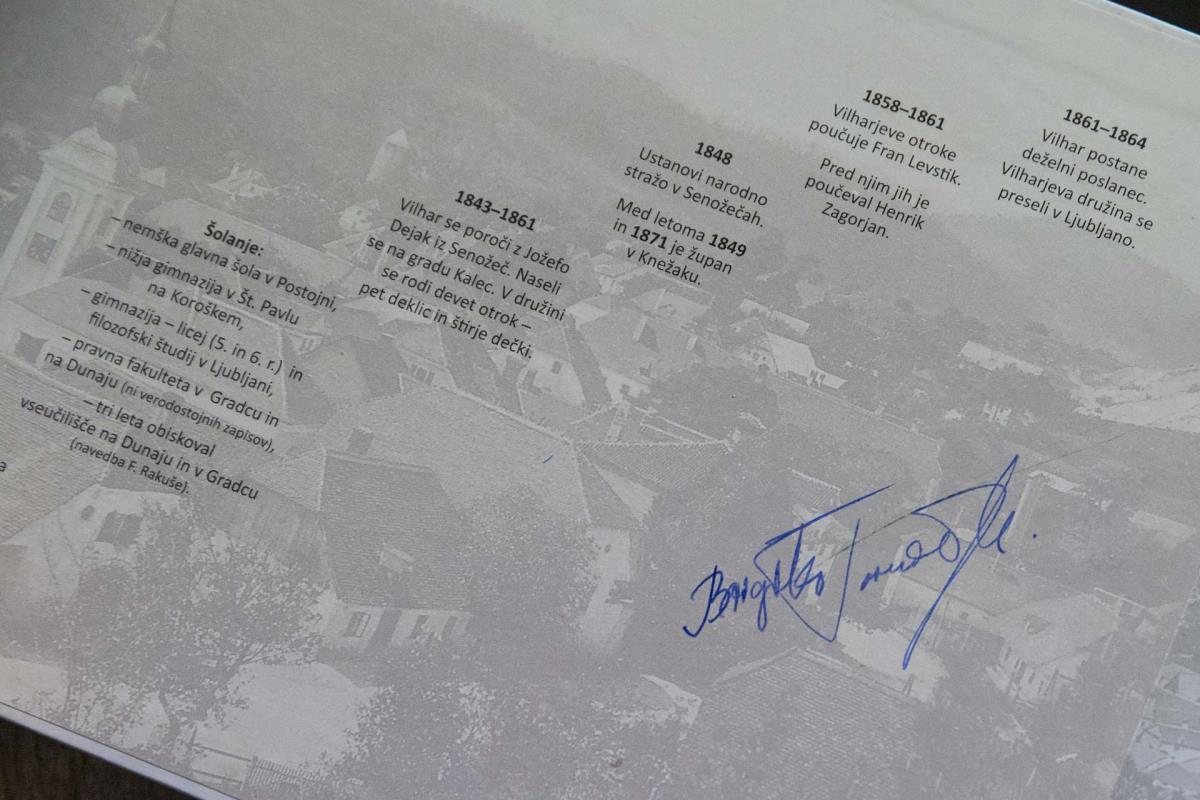 Šolanje:
– nemška glavna šola v Postojni,
– nižja gimnazija v Št. Pavlu
na Koroškem,
– gimnazija – licej (5. in 6. r.)  in
filozofski študij v Ljubljani,
– pravna fakulteta v  Gradcu in
na Dunaju (ni verodostojnih zapisov),
– tri leta obiskoval
vseučilišče na Dunaju in v Gradcu
(navedba F. Rakuše).
1843–1861
Vilhar se poroči z Jožefo
Dejak iz Senožeč. Naseli
se na gradu Kalec. V družini
se rodi devet otrok –
pet deklic in štirje dečki.
1848
Ustanovi narodno
stražo v Senožečah.
Med letoma 1849
in 1871 je župan
v Knežaku.
1858–1861
Vilharjeve otroke
poučuje Fran Levstik.
Pred njim jih je
poučeval Henrik
Zagorjan.
1861–1864
Vilhar postane
deželni poslanec.
Vilharjeva družina se
preseli v Ljubljano.